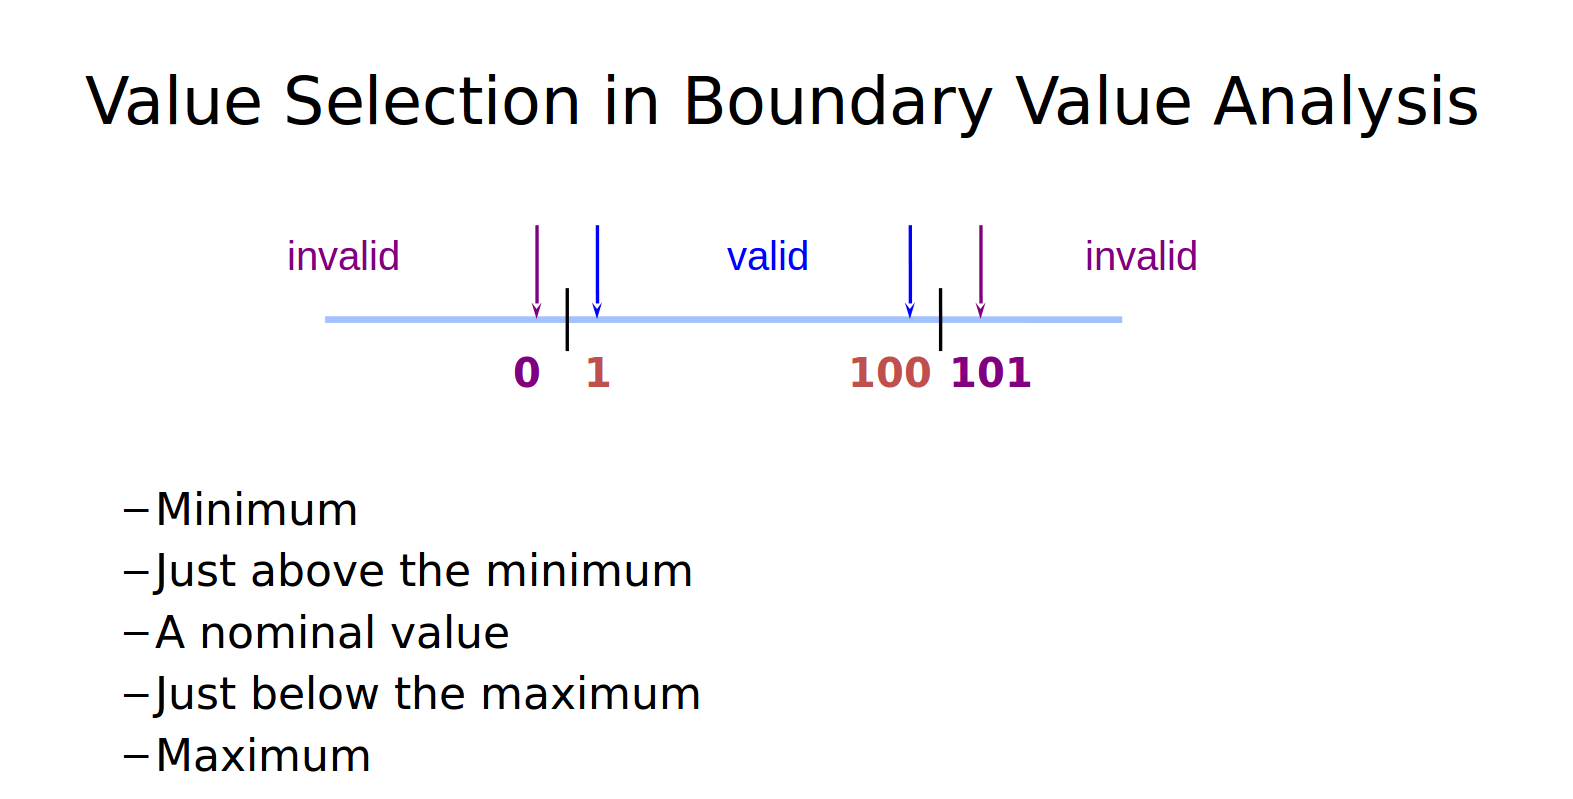 Value Selection in Boundary Value Analysis
invalid valid invalid
0 1 100 101
–Minimum
–Just above the minimum
–A nominal value
–Just below the maximum
–Maximum